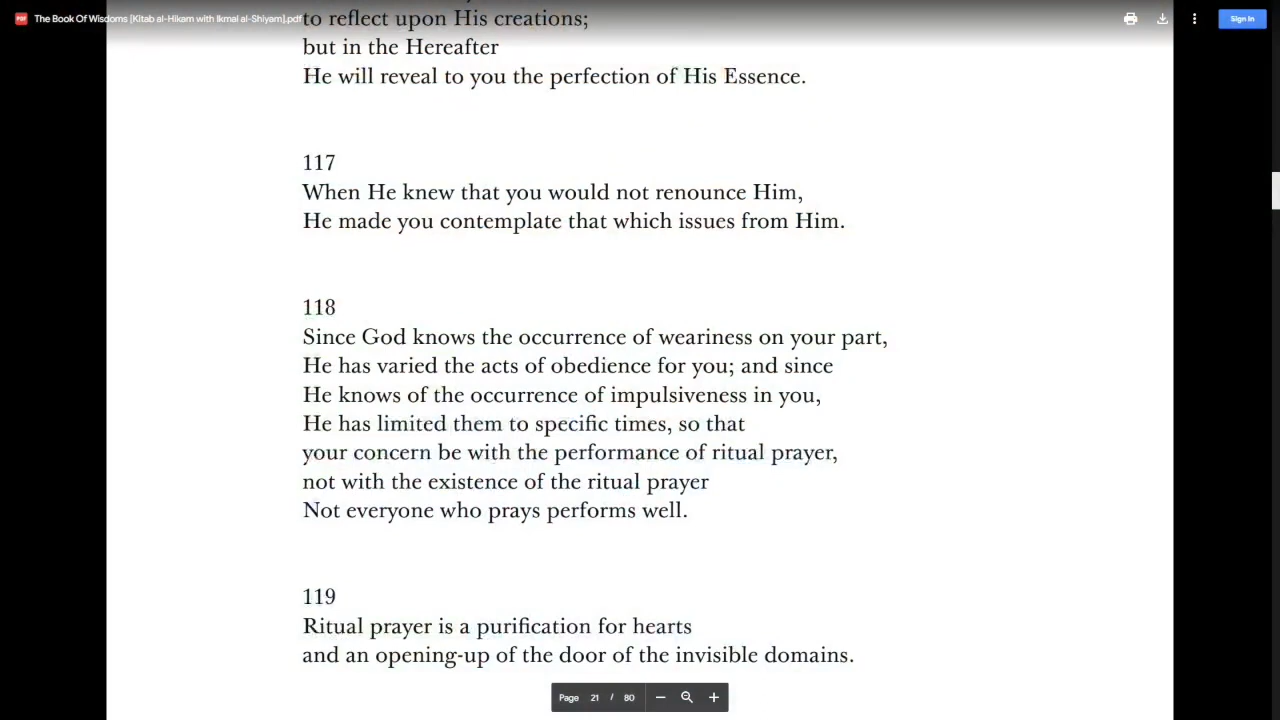 The Book Of Wisdoms [Kitab al-Hikam with Ikmal al-Shiyam].pdf
Sign in
to reflect upon His creations;
but in the Hereafter
He will reveal to you the perfection of His Essence.
117
When He knew that you would not renounce Him,
He made you contemplate that which issues from Him.
118
Since God knows the occurrence of weariness on your part,
He has varied the acts of obedience for you; and since
He knows of the occurrence of impulsiveness in you,
He has limited them to specific times, so that
your concern be with the performance of ritual prayer,
not with the existence of the ritual prayer
Not everyone who prays performs well.
119
Ritual prayer is a purification for hearts
and an opening-up of the door of the invisible domains.
Page 21 / 80